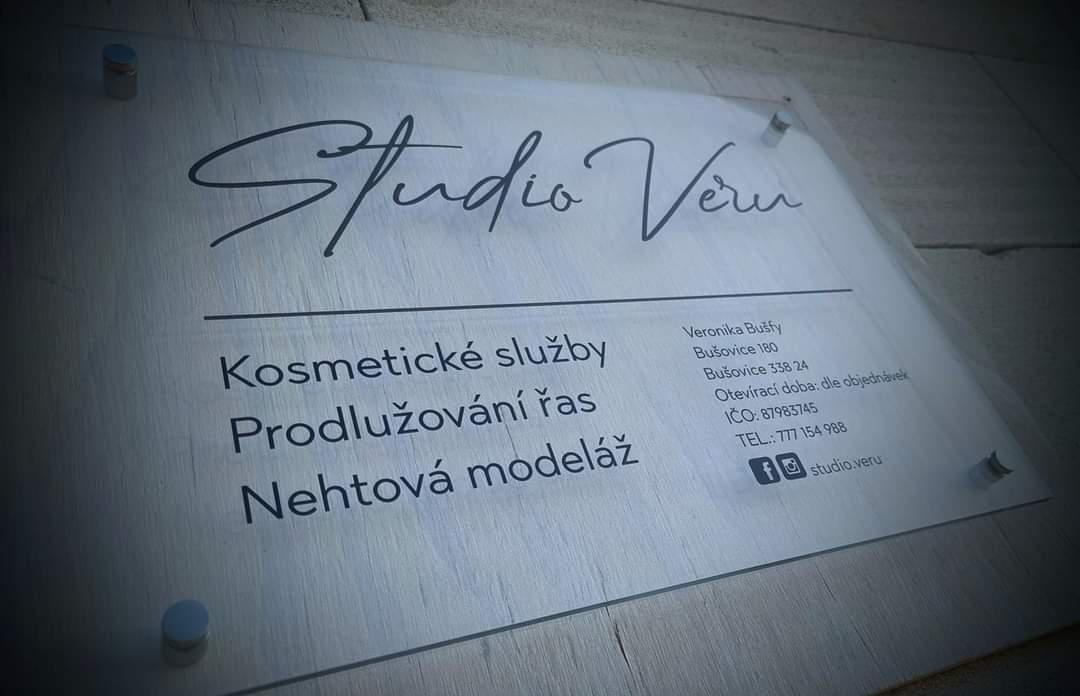 Studio Veru
Kosmetické služby
Prodlužování řas
Nehtová modeláž
Veronika Bušfy
Bušovice 180
Bušovice 338 24
Otevírací doba: dle objednávek
IČO: 87983745
TEL.: 777 154 988
studio.veru